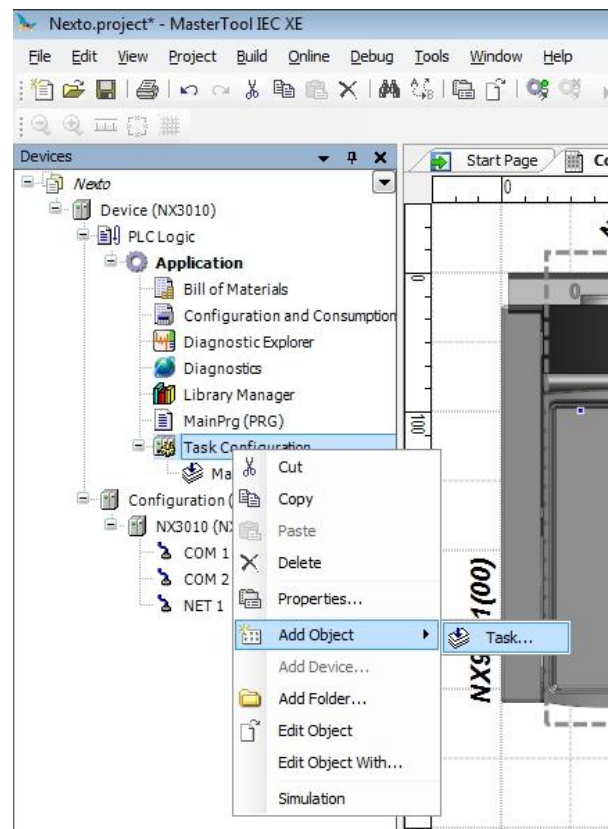 Nexto.project* - MasterTool IEC XE
File Edit View Project Build Online Debug Tools Window Help
Devices
Start Page
Nexto
0
Device (NX3010)
PLC Logic
Application
Bill of Materials
0
0
Configuration and Consumption
Diagnostic Explorer
Diagnostics
Library Manager
MainPrg (PRG)
100
Task Configuration
Cut
Configuration
Copy
NX3010
Paste
COM 1
Delete
COM 2
Properties...
NET 1
Add Object
Task...
Add Device...
Add Folder...
Edit Object
Edit Object With...
Simulation